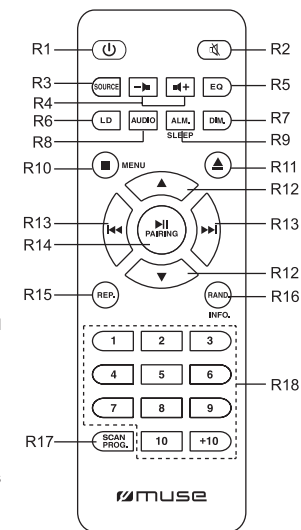 R1 R2
R3 SOURCE EQ R5
R4
R6 LD AUDIO ALM. DIM. R7
R8 SLEEP R9
R10 MENU R11
R12
R13 R13
R14 PAIRING
R12
R15 REP. RAND. R16
INFO.
1 2 3
4 5 6 R18
7 8 9
R17 SCAN PROG. 10 +10
muse